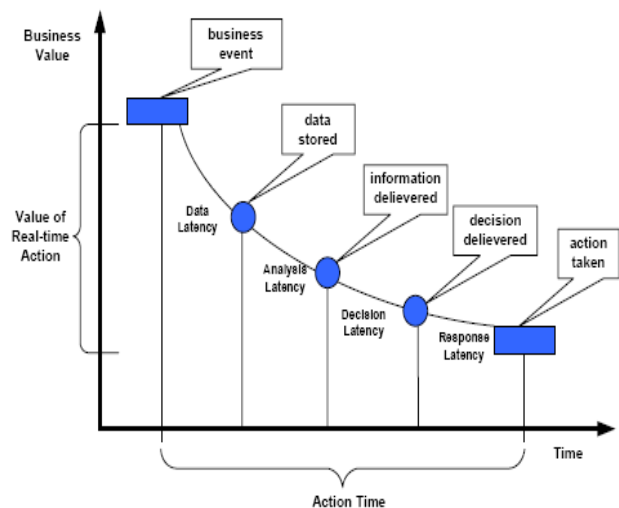 Business
Value
business
event
data
stored
information
delievered
decision
delievered
action
taken
Value of
Real-time
Action
Data
Latency
Analysis
Latency
Decision
Latency
Response
Latency
Time
Action Time